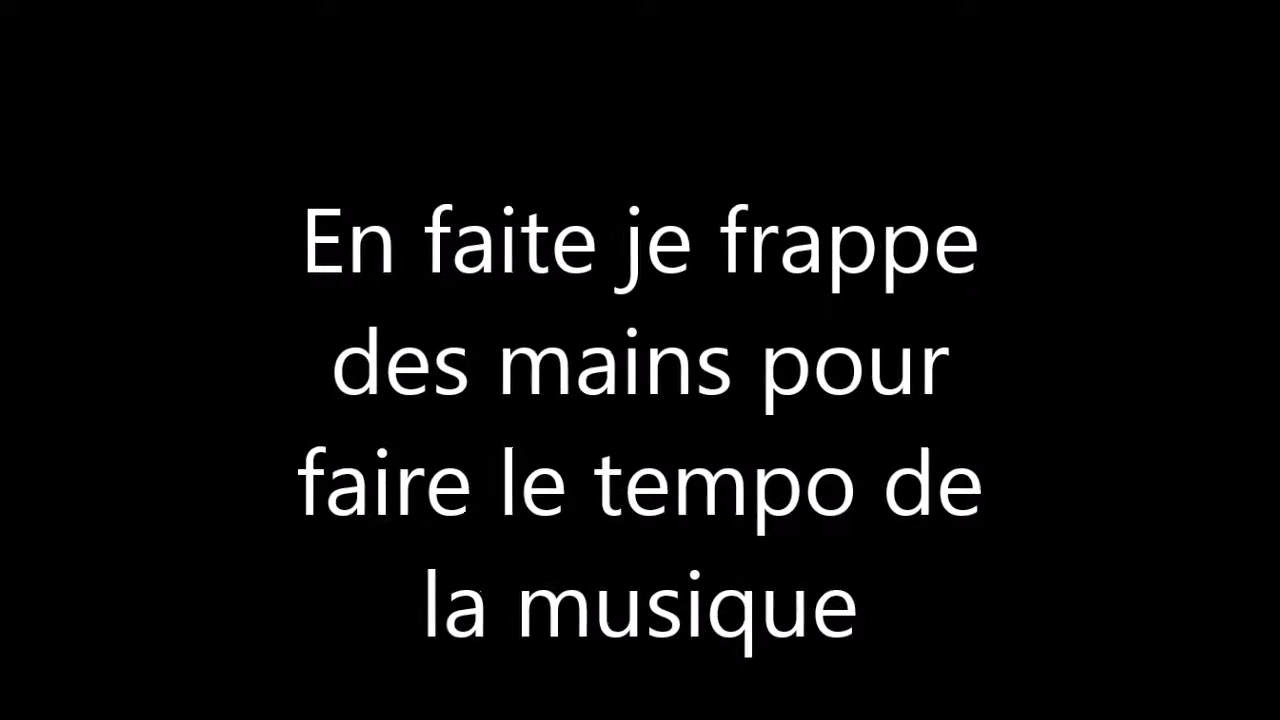 En faite je frappe
des mains pour
faire le tempo de
la musique